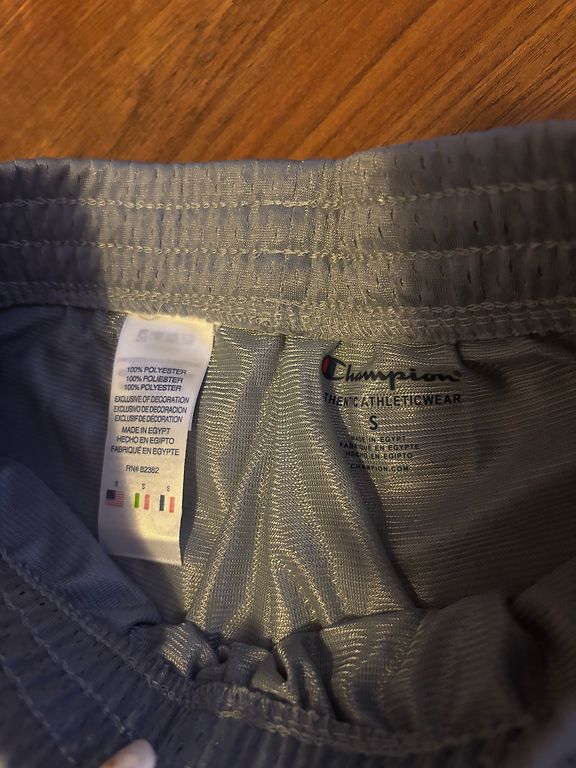 100% POLYESTER
100% POLIESTER
100% POLYESTER
EXCLUSIVE OF DECORATION
EXCLUSIVO DE DECORACION
EXCLUSIF DE DÉCORATION
MADE IN EGYPT
HECHO EN EGIPTO
FABRIQUÉ EN EGYPTE
RN# 82362
S S S
Champion®
THENTIC ATHLETICWEAR
S
MADE IN EGYPT
FABRIQUÉ EN EGYPTE
HECHO EN EGIPTO
CHAMPION.COM